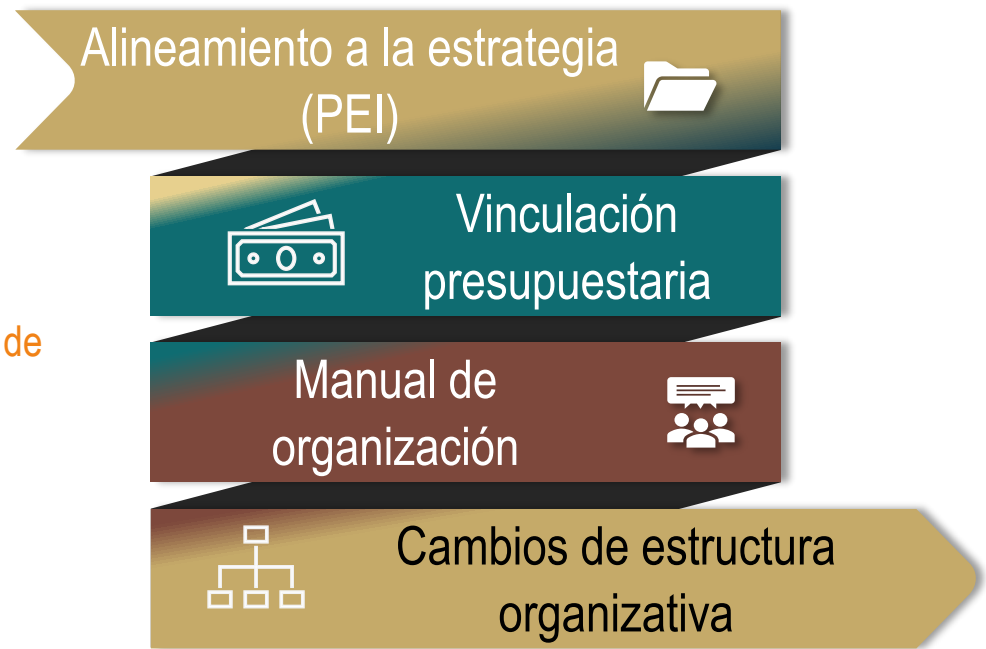 Alineamiento a la estrategia
(PEI)
Vinculación
presupuestaria
de
Manual de
organización
Cambios de estructura
organizativa